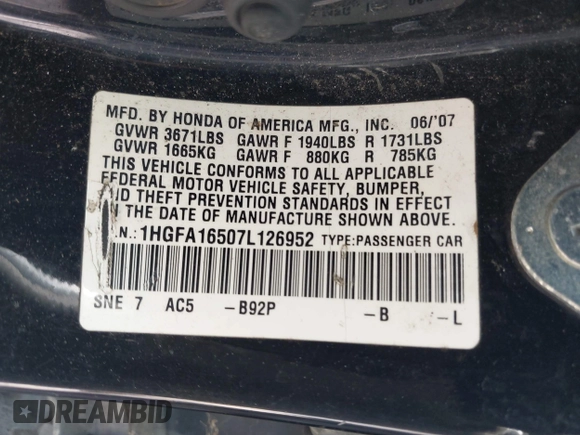 MFD. BY HONDA OF AMERICA MFG., INC. 06/'07
GVWR 3671LBS GAWR F 1940LBS R 1731LBS
GVWR 1665KG GAWR F 880KG R 785KG
THIS VEHICLE CONFORMS TO ALL APPLICABLE
FEDERAL MOTOR VEHICLE SAFETY, BUMPER,
AND THEFT PREVENTION STANDARDS IN EFFECT
THE DATE OF MANUFACTURE SHOWN ABOVE.
.N.: 1HGFA16507L126952 TYPE:PASSENGER CAR
SNE 7 AC5 -B92P -B -L
DREAMBID